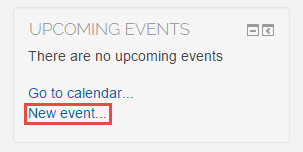 UPCOMING EVENTS
There are no upcoming events
Go to calendar...
New event...